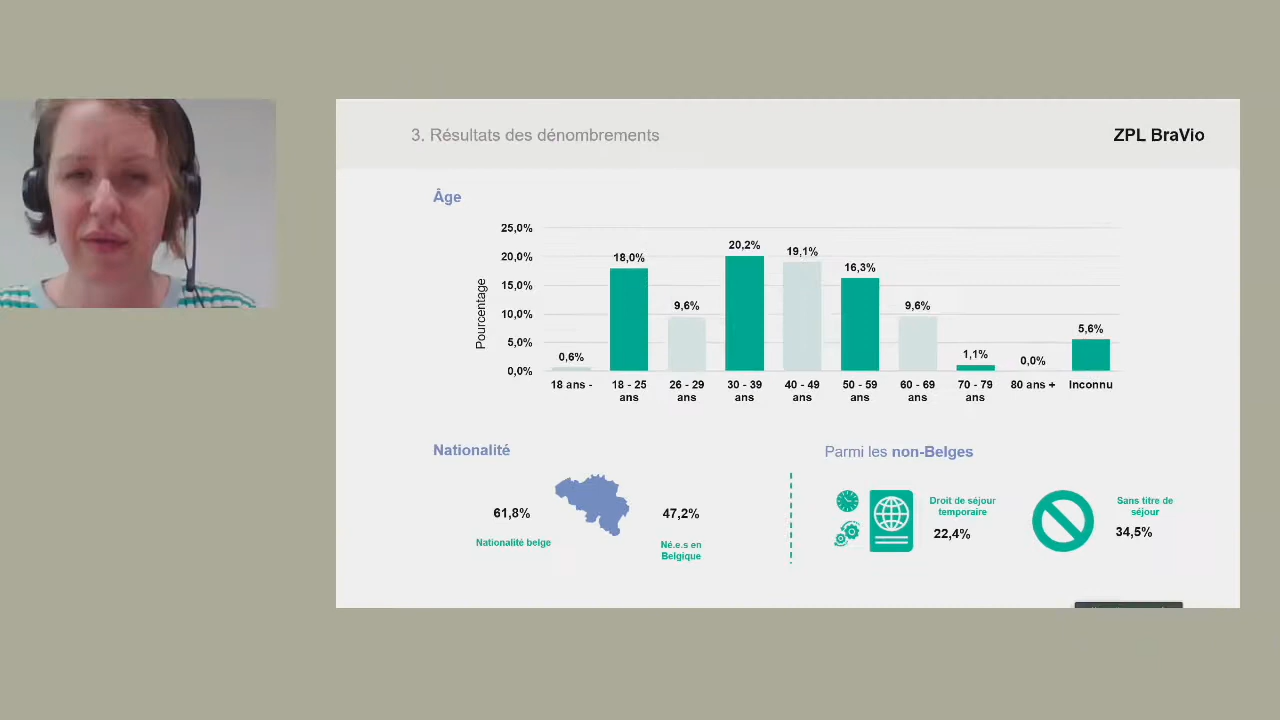 3. Résultats des dénombrements
ZPL BraVio
Âge
Pourcentage
25,0%
20,0%
15,0%
10,0%
5,0%
0,0%
0,6%
18,0%
9,6%
20,2%
19,1%
16,3%
9,6%
1,1%
0,0%
5,6%
18 ans -
18 - 25
ans
26 - 29
ans
30 - 39
ans
40 - 49
ans
50 - 59
ans
60 - 69
ans
70 - 79
ans
80 ans +
Inconnu
Nationalité
61,8%
Nationalité belge
47,2%
Né.e.s en
Belgique
Parmi les non-Belges
Droit de séjour
temporaire
22,4%
Sans titre de
séjour
34,5%